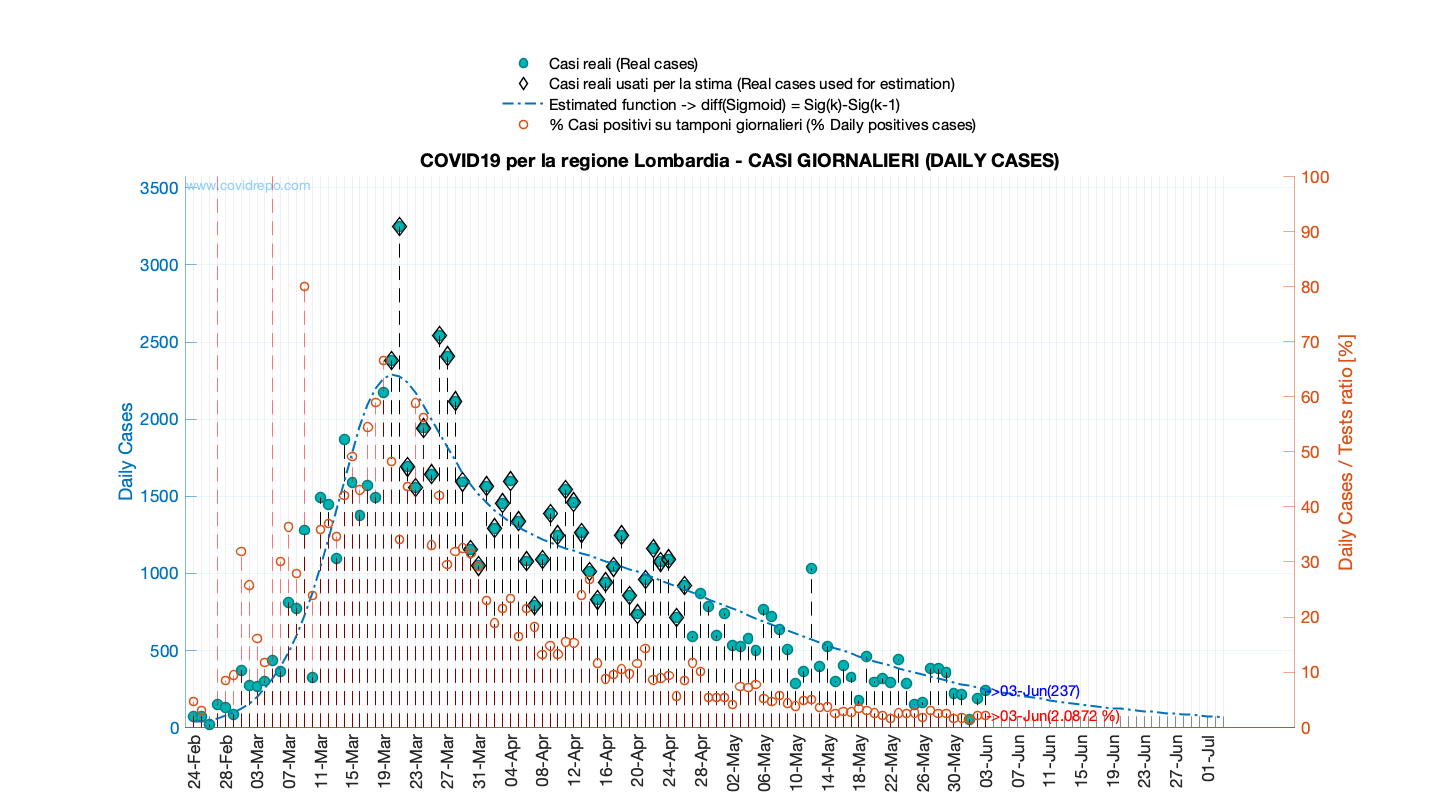 Casi reali (Real cases)
Casi reali usati per la stima (Real cases used for estimation)
Estimated function -> diff(Sigmoid) = Sig(k)-Sig(k-1)
% Casi positivi su tamponi giornalieri (% Daily positives cases)
COVID19 per la regione Lombardia - CASI GIORNALIERI (DAILY CASES)
www.covidrepo.com
Daily Cases
3500
3000
2500
2000
1500
1000
500
0
100
90
80
70
60
50
40
30
20
10
0
Daily Cases / Tests ratio [%]
->03-Jun(237)
->03-Jun(2.0872 %)
24-Feb
28-Feb
03-Mar
07-Mar
11-Mar
15-Mar
19-Mar
23-Mar
27-Mar
31-Mar
04-Apr
08-Apr
12-Apr
16-Apr
20-Apr
24-Apr
28-Apr
02-May
06-May
10-May
14-May
18-May
22-May
26-May
30-May
03-Jun
07-Jun
11-Jun
15-Jun
19-Jun
23-Jun
27-Jun
01-Jul